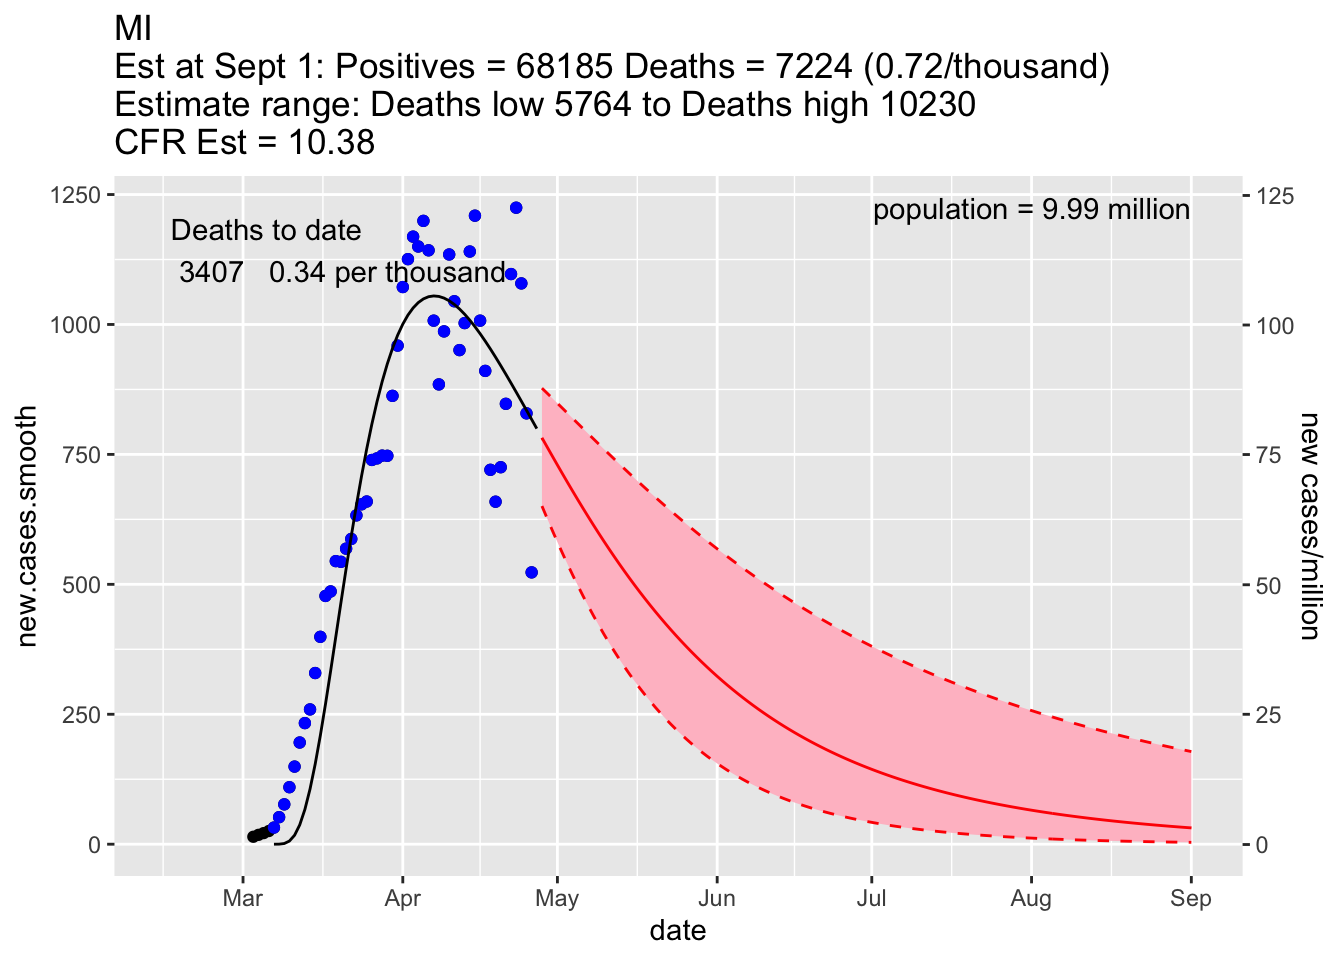 MI
Est at Sept 1: Positives = 68185 Deaths = 7224 (0.72/thousand)
Estimate range: Deaths low 5764 to Deaths high 10230
CFR Est = 10.38
1250
1000
750
500
250
0
new.cases.smooth
Deaths to date
3407 0.34 per thousand
population = 9.99 million
125
100
75
50
25
0
new cases/million
Mar Apr May Jun Jul Aug Sep
date